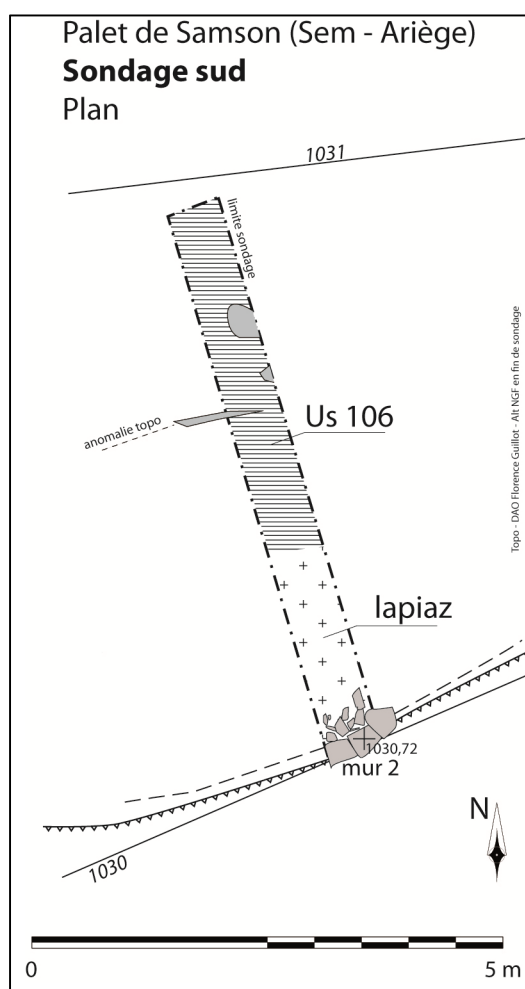 Palet de Samson (Sem - Ariège)
Sondage sud
Plan
1031
limite sondage
anomalie topo
Us 106
Topo - DAO Florence Guillot - Alt NGF en fin de sondage
lapiaz
1030,72
mur 2
1030
N
0
5 m